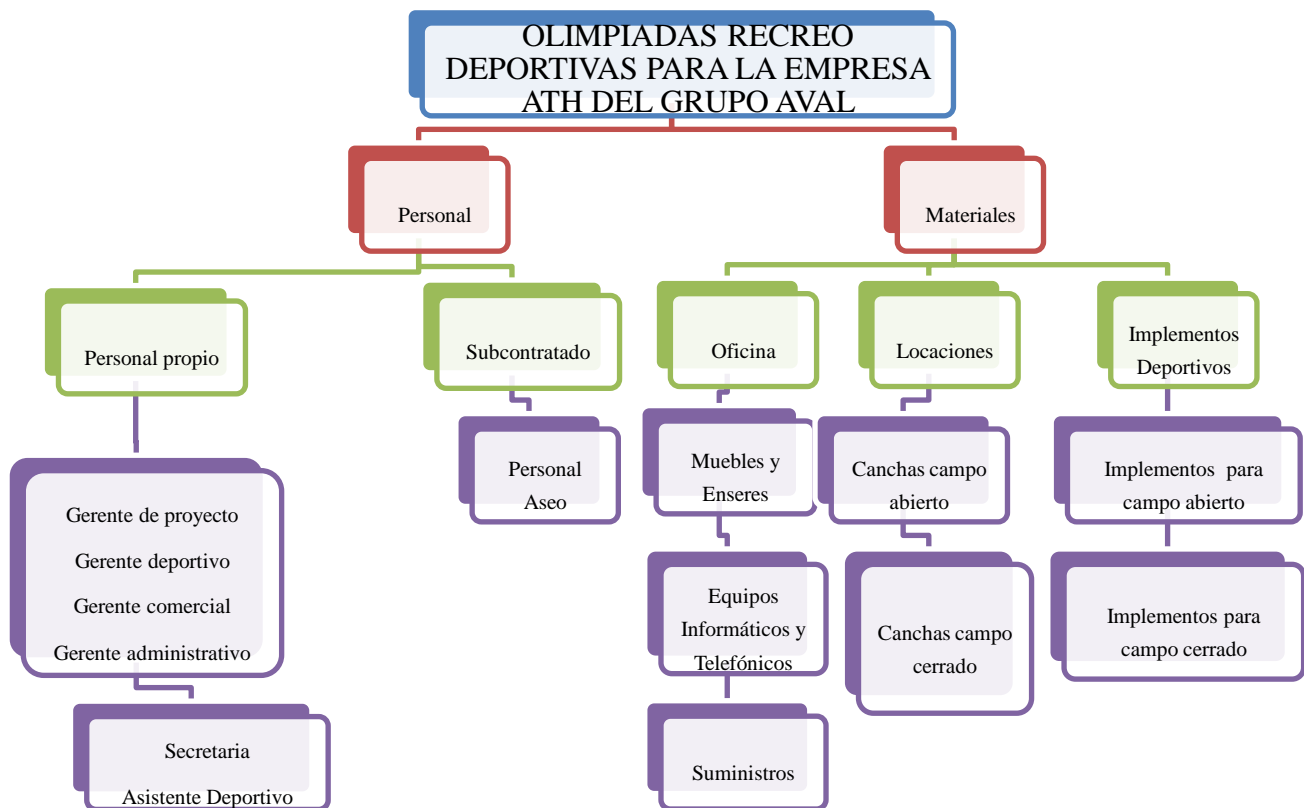 OLIMPIADAS RECREO
DEPORTIVAS PARA LA EMPRESA
ATH DEL GRUPO AVAL
Personal
Materiales
Personal propio
Subcontratado
Oficina
Locaciones
Implementos
Deportivos
Gerente de proyecto
Gerente deportivo
Gerente comercial
Gerente administrativo
Personal
Aseo
Muebles y
Enseres
Canchas campo
abierto
Implementos para
campo abierto
Equipos
Informáticos y
Telefónicos
Canchas campo
cerrado
Implementos para
campo cerrado
Secretaria
Asistente Deportivo
Suministros